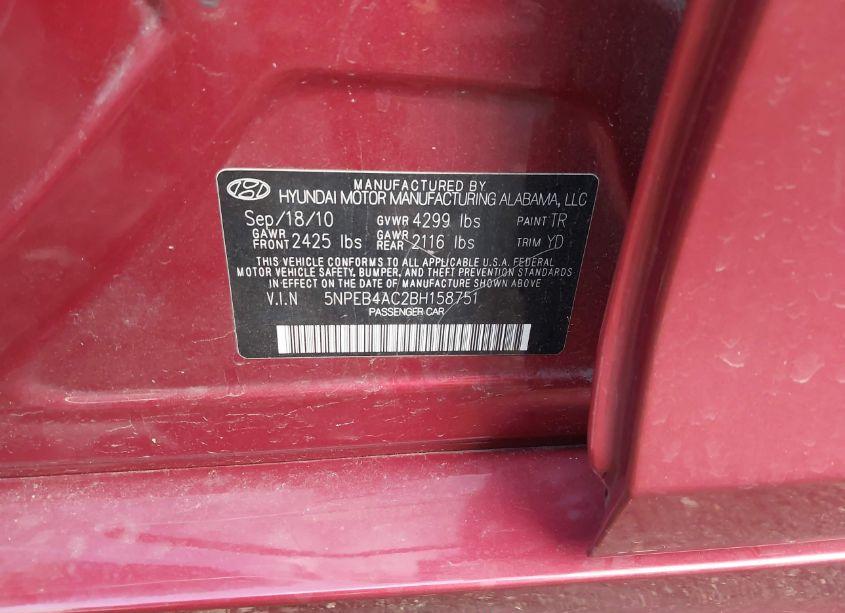 MANUFACTURED BY
HYUNDAI MOTOR MANUFACTURING ALABAMA, LLC
Sep/18/10 GVWR 4299 lbs PAINT TR
GAWR FRONT 2425 lbs GAWR REAR 2116 lbs TRIM YD
THIS VEHICLE CONFORMS TO ALL APPLICABLE U.S.A. FEDERAL
MOTOR VEHICLE SAFETY, BUMPER, AND THEFT PREVENTION STANDARDS
IN EFFECT ON THE DATE OF MANUFACTURE SHOWN ABOVE
V.I.N 5NPEB4AC2BH158751
PASSENGER CAR